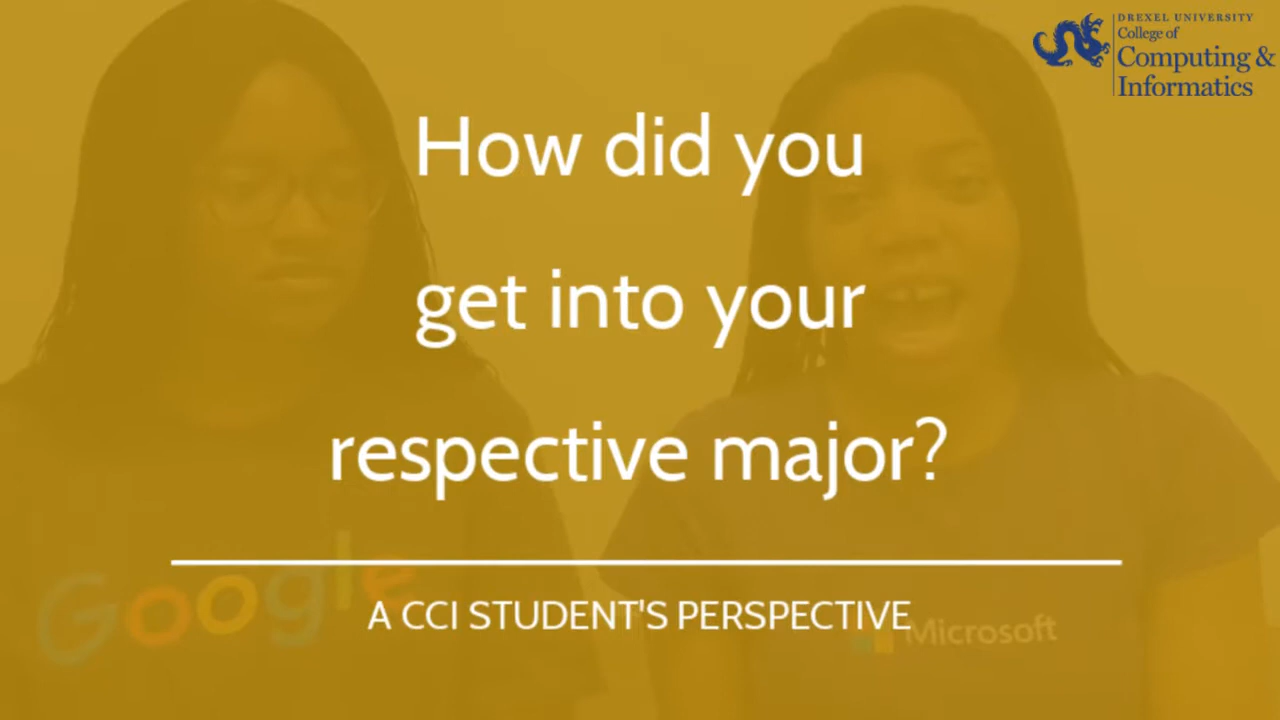 DREXEL UNIVERSITY
College of
Computing &
Informatics
How did you
get into your
respective major?
A CCI STUDENT'S PERSPECTIVE
Google
Microsoft